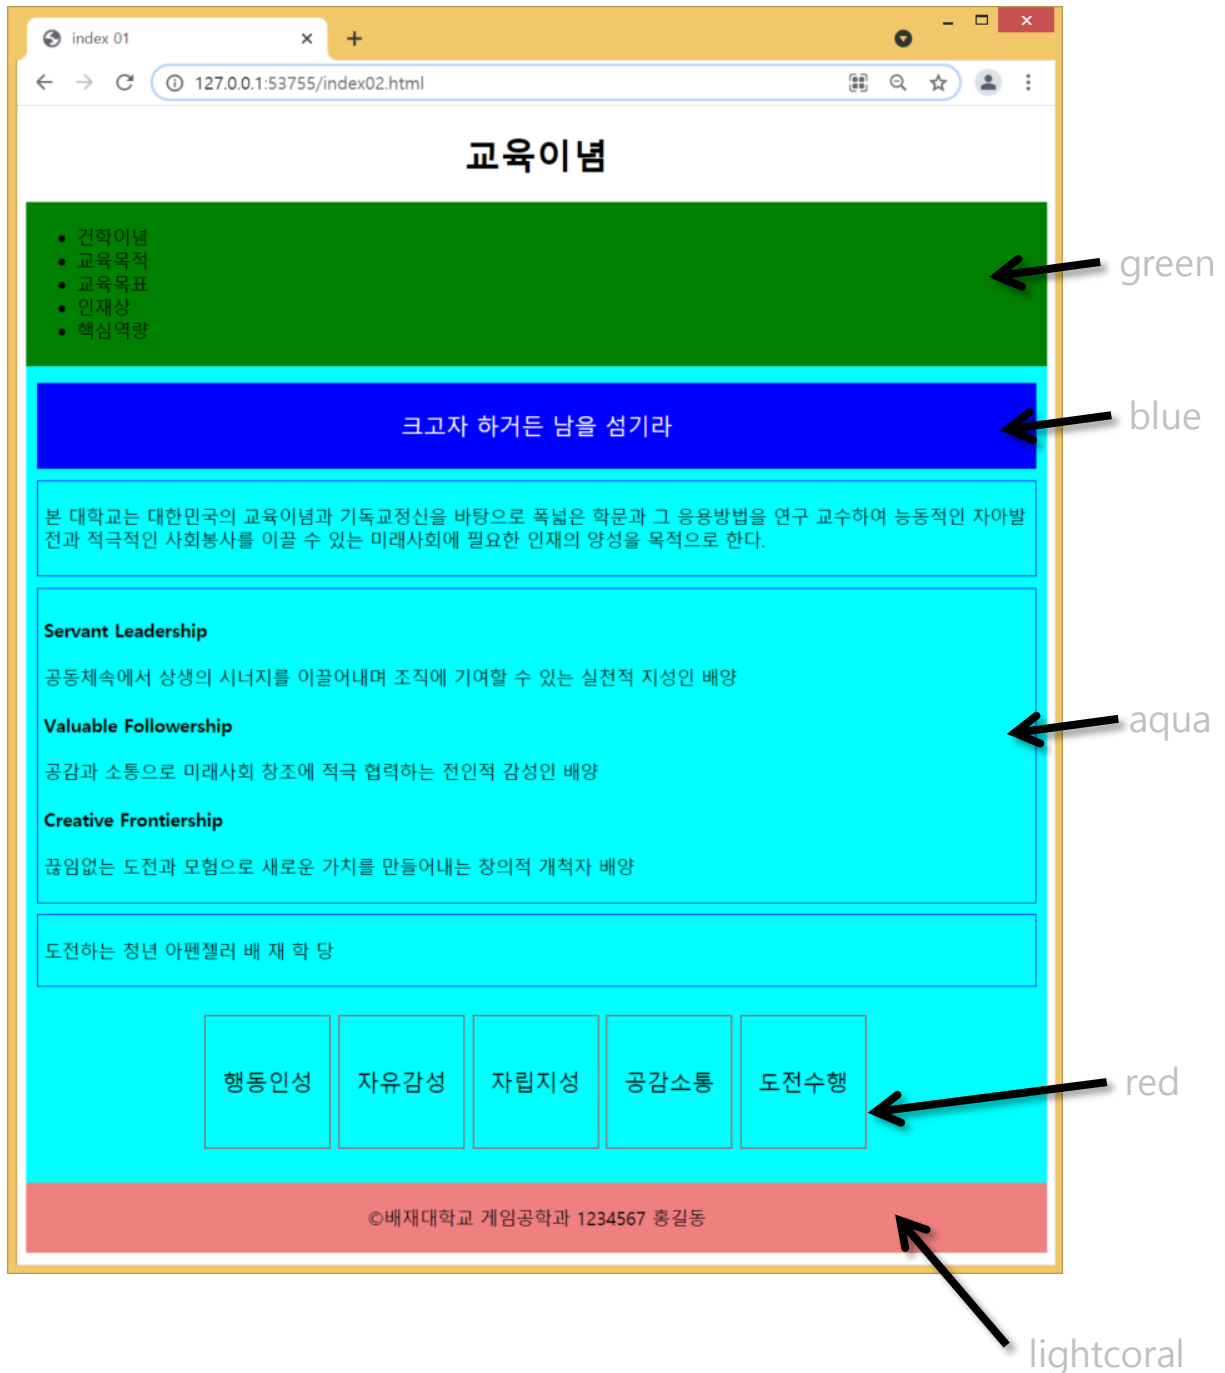 index 01
127.0.0.1:53755/index02.html
교육이념
건학이념
교육목적
교육목표
인재상
핵심역량
green
크고자 하거든 남을 섬기라
blue
본 대학교는 대한민국의 교육이념과 기독교정신을 바탕으로 폭넓은 학문과 그 응용방법을 연구 교수하여 능동적인 자아발
전과 적극적인 사회봉사를 이끌 수 있는 미래사회에 필요한 인재의 양성을 목적으로 한다.
Servant Leadership
공동체속에서 상생의 시너지를 이끌어내며 조직에 기여할 수 있는 실천적 지성인 배양
Valuable Followership
aqua
공감과 소통으로 미래사회 창조에 적극 협력하는 전인적 감성인 배양
Creative Frontiership
끊임없는 도전과 모험으로 새로운 가치를 만들어내는 창의적 개척자 배양
도전하는 청년 아펜젤러 배 재 학 당
행동인성 자유감성 자립지성 공감소통 도전수행
red
©배재대학교 게임공학과 1234567 홍길동
lightcoral